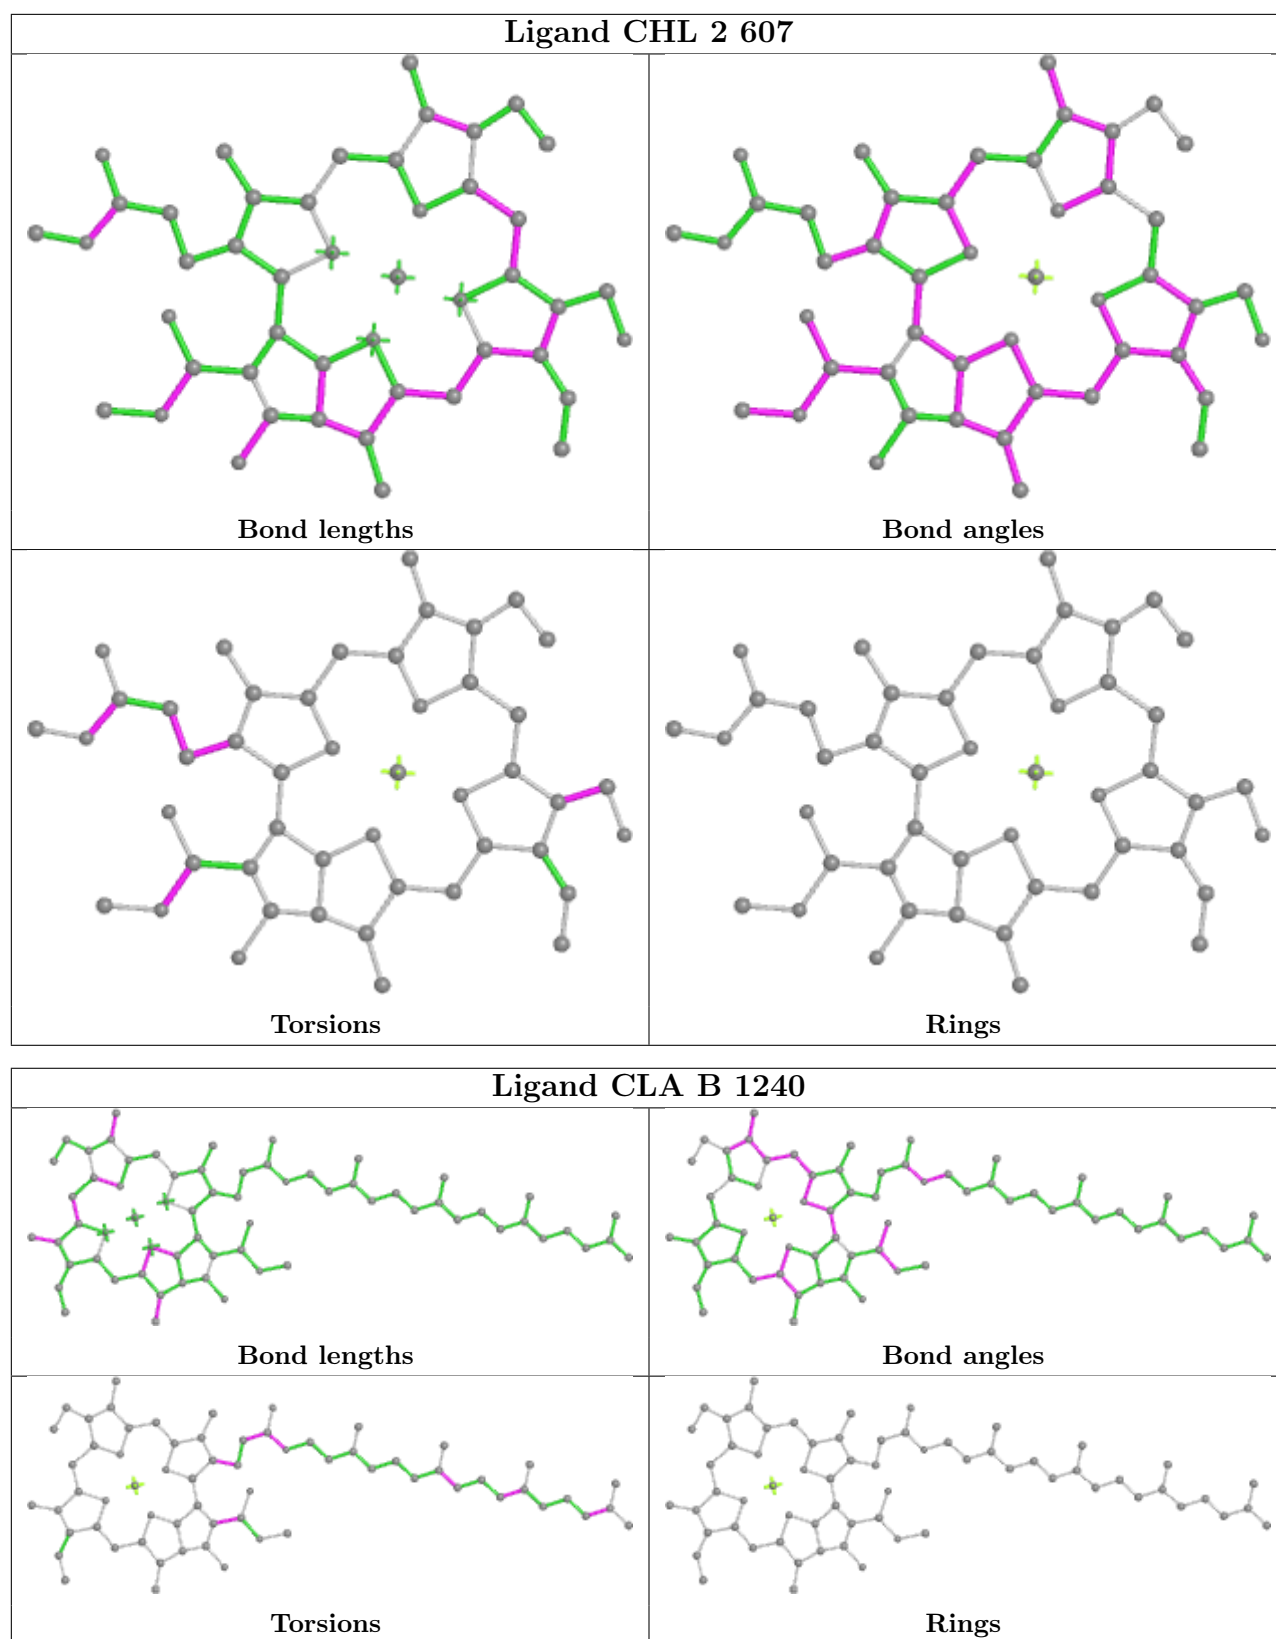 Ligand CHL 2 607
Bond lengths
Bond angles
Torsions
Rings
Ligand CLA B 1240
Bond lengths
Bond angles
Torsions
Rings